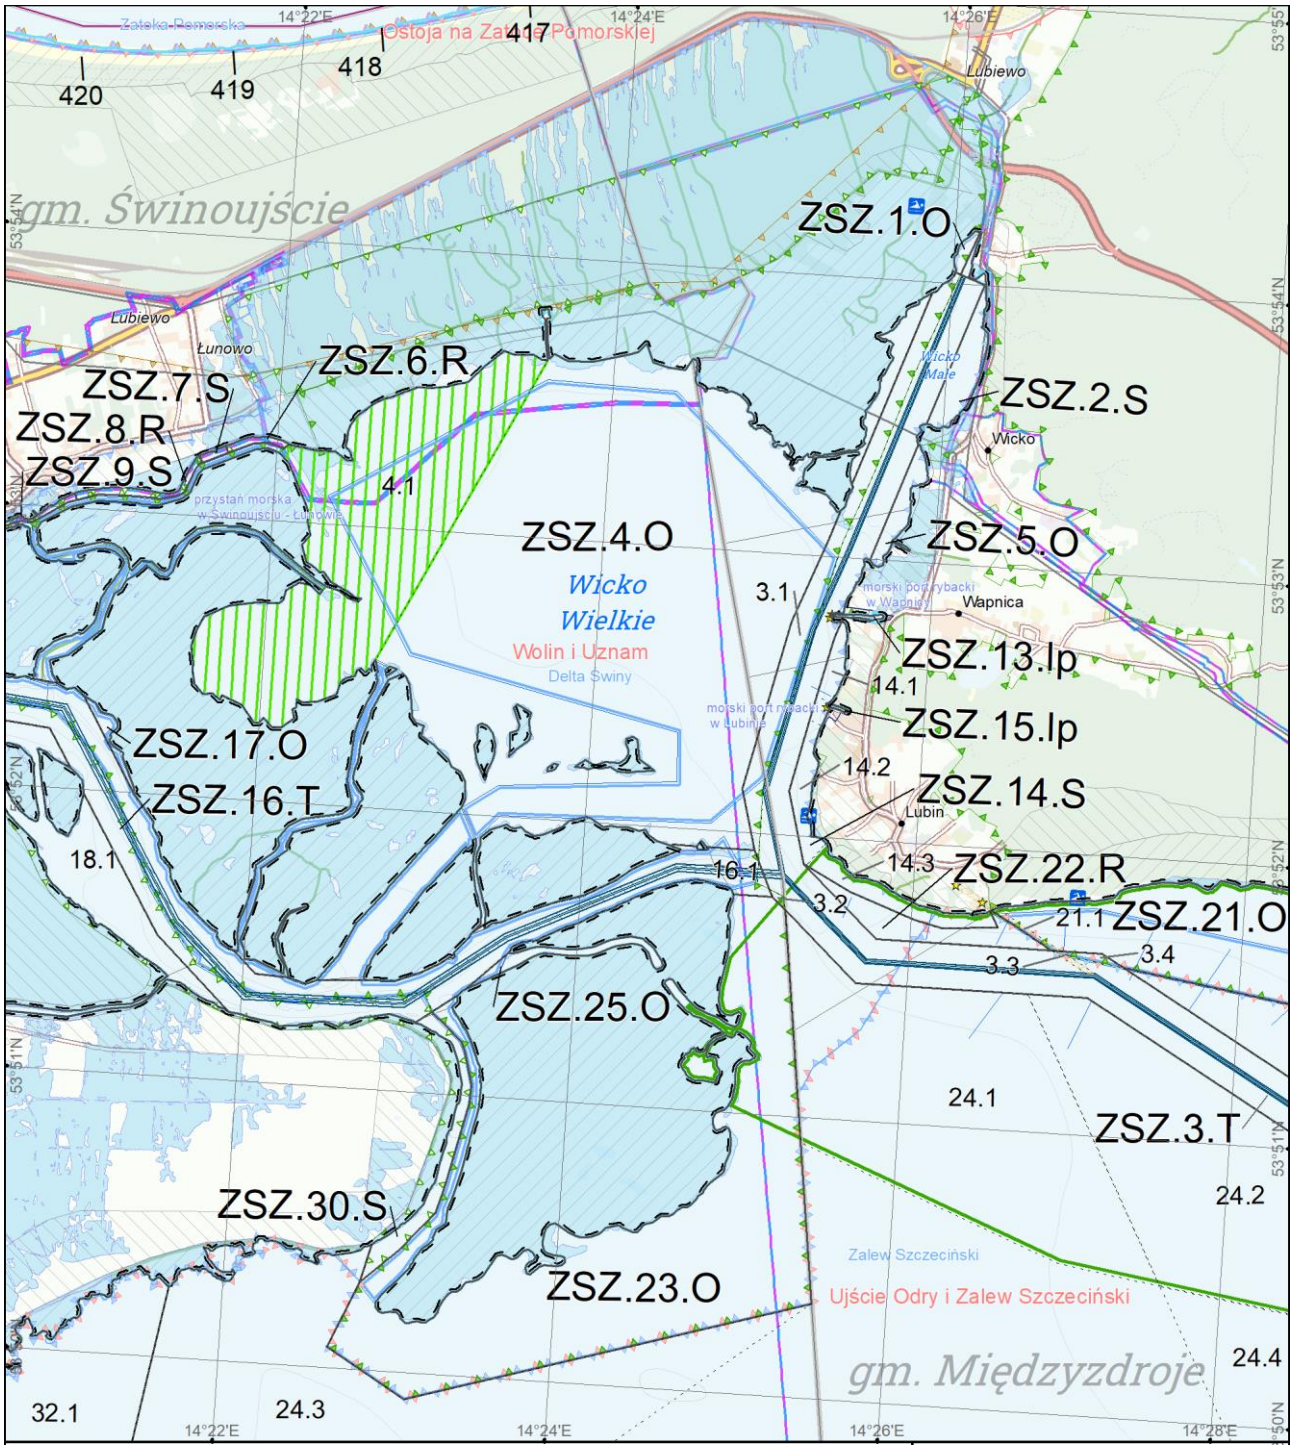 14°22'E
14°24'E
14°26'E
53°55'
Zatoka Pomorska
Ostoja na Zatoce Pomorskiej
417
418
419
420
Lubiewo
gm. Świnoujście
53°54'N
ZSZ.1.O
53°54'N
Lubiewo
Łunowo
ZSZ.6.R
Wicko
Małe
ZSZ.7.S
ZSZ.2.S
ZSZ.8.R
Wicko
ZSZ.9.S
4.1
przystań morska
w Świnoujściu - Łunowie
ZSZ.4.O
ZSZ.5.O
Wicko
Wielkie
3.1
morski port rybacki
w Wapnicy
53°53'N
Wapnica
Wolin i Uznam
ZSZ.13.Ip
Delta Świny
14.1
morski port rybacki
w Lubinie
ZSZ.15.Ip
ZSZ.17.O
14.2
53°52'N
ZSZ.16.T
ZSZ.14.S
Lubin
18.1
16.1
14.3
ZSZ.22.R
53°52'N
3.2
21.1
ZSZ.21.O
3.3
3.4
ZSZ.25.O
53°51'N
24.1
ZSZ.3.T
53°51'N
ZSZ.30.S
24.2
Zalew Szczeciński
ZSZ.23.O
Ujście Odry i Zalew Szczeciński
gm. Międzyzdroje
24.4
32.1
24.3
14°22'E
14°24'E
14°26'E
14°28'E
53°50'N